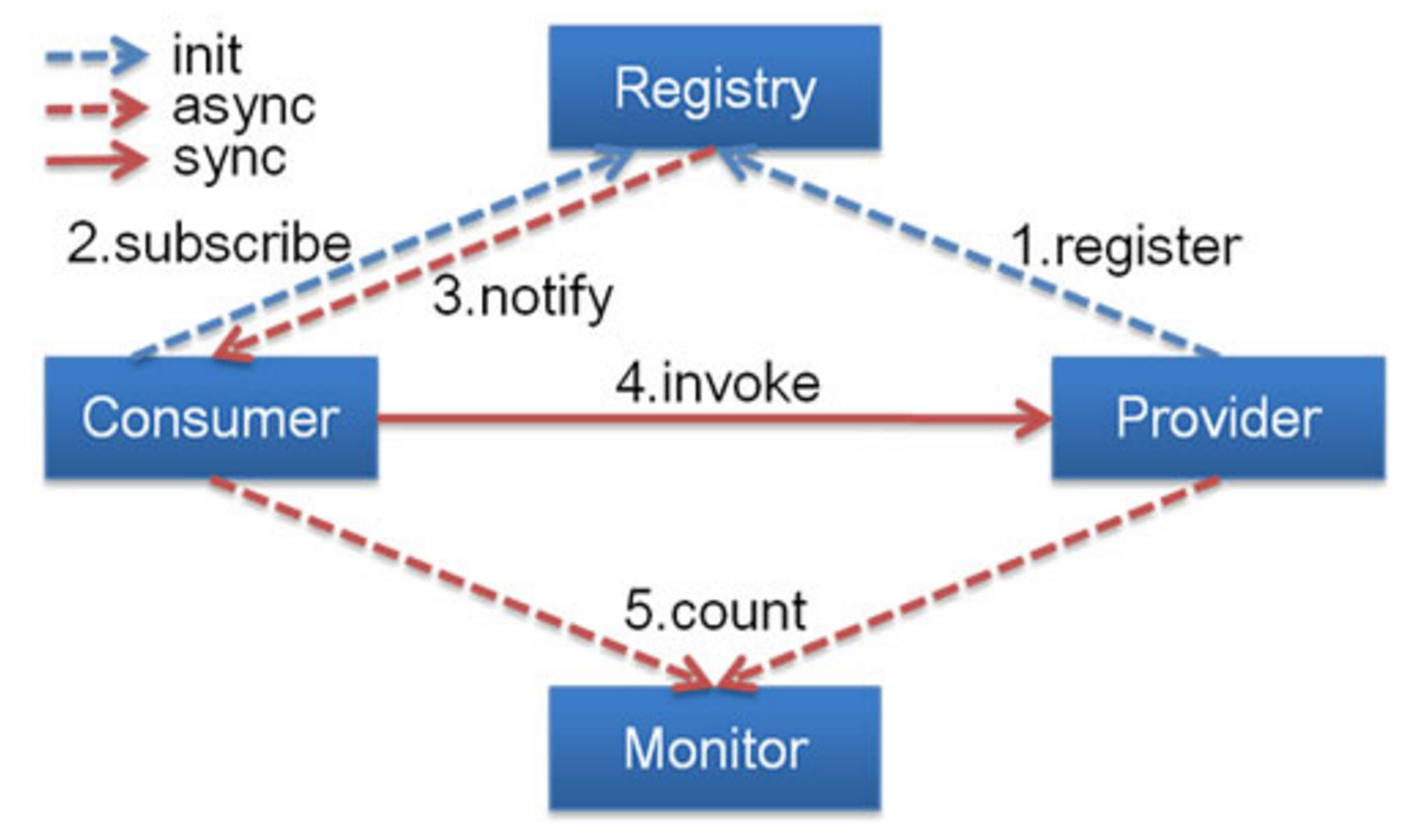 init
async
sync
Registry
2.subscribe
1.register
3.notify
4.invoke
Consumer
Provider
5.count
Monitor